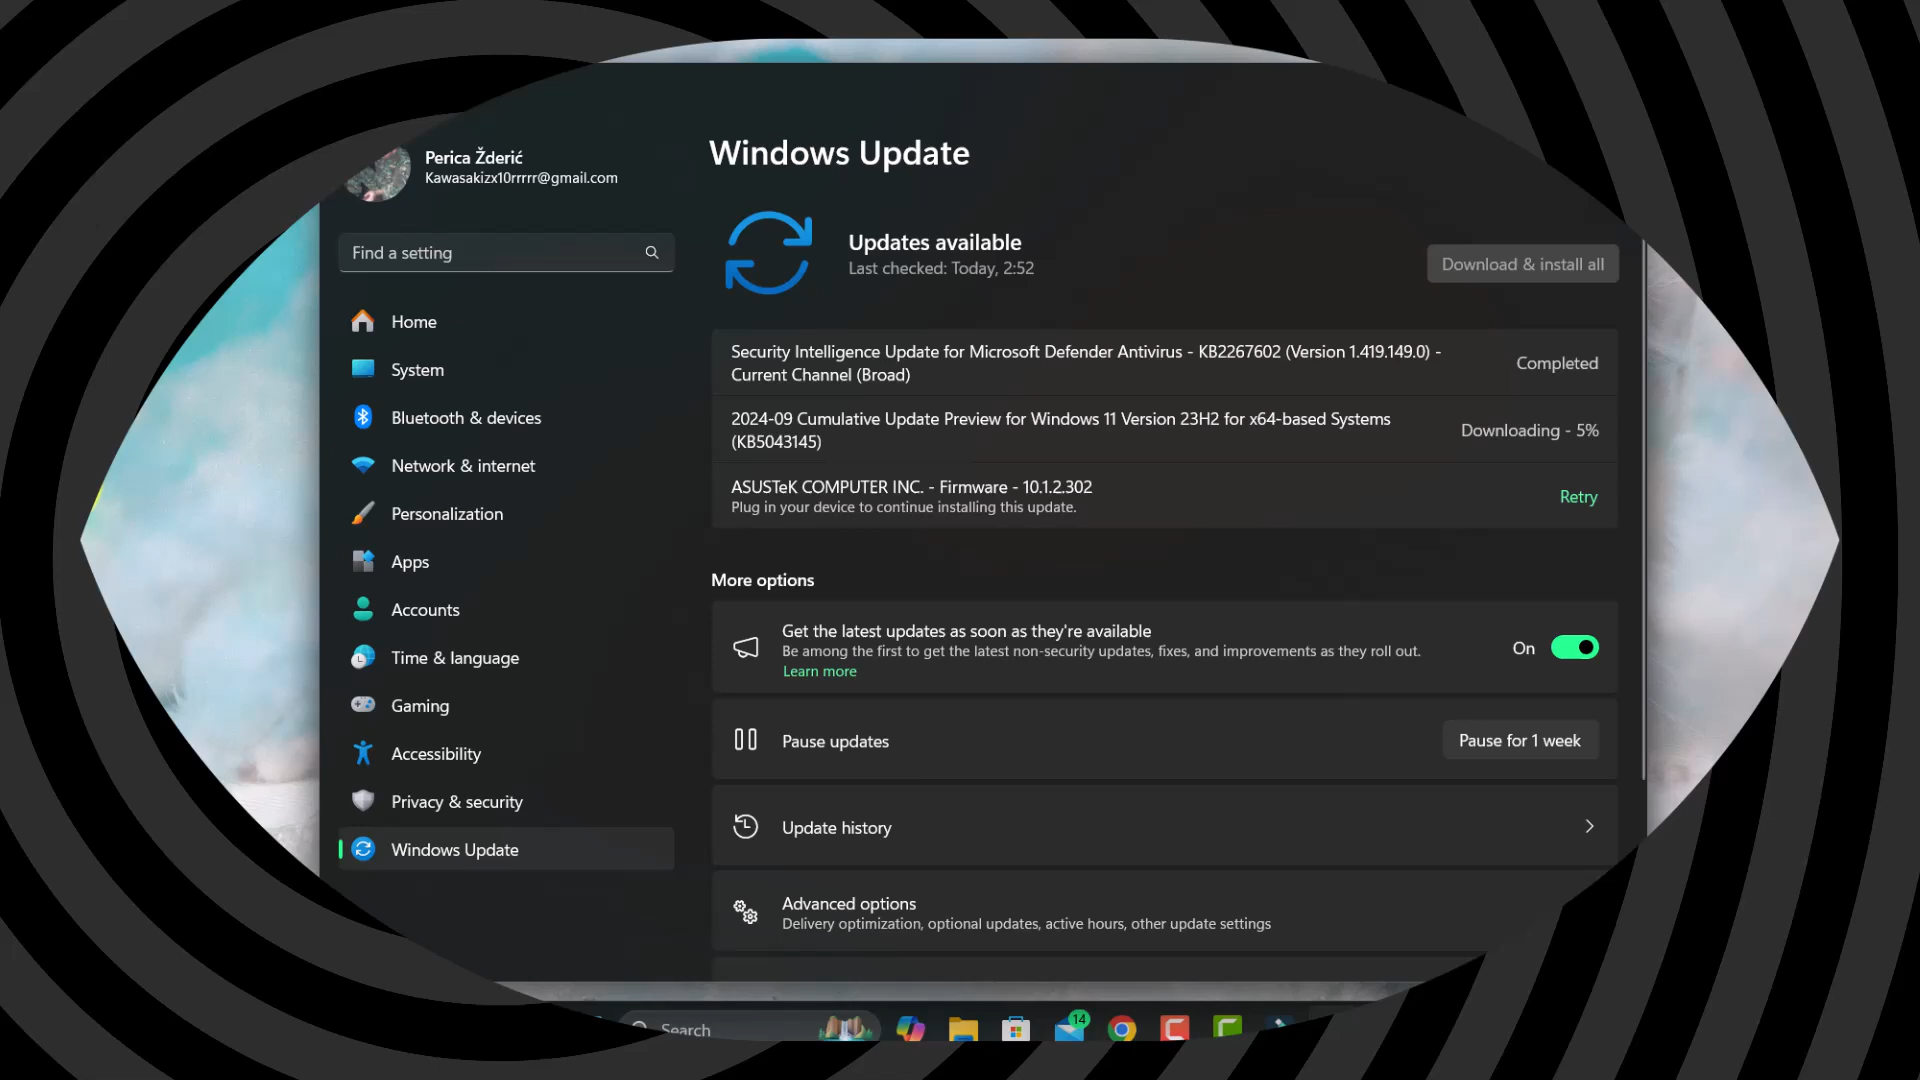 Perica Žderić
Kawasakizx10rrrrr@gmail.com
Find a setting
Home
System
Bluetooth & devices
Network & internet
Personalization
Apps
Accounts
Time & language
Gaming
Accessibility
Privacy & security
Windows Update
Windows Update
Updates available
Last checked: Today, 2:52
Download & install all
Security Intelligence Update for Microsoft Defender Antivirus - KB2267602 (Version 1.419.149.0) -
Current Channel (Broad)
Completed
2024-09 Cumulative Update Preview for Windows 11 Version 23H2 for x64-based Systems
(KB5043145)
Downloading - 5%
ASUSTeK COMPUTER INC. - Firmware - 10.1.2.302
Plug in your device to continue installing this update.
Retry
More options
Get the latest updates as soon as they're available
Be among the first to get the latest non-security updates, fixes, and improvements as they roll out.
Learn more
On
Pause updates
Pause for 1 week
Update history
Advanced options
Delivery optimization, optional updates, active hours, other update settings
Search
14